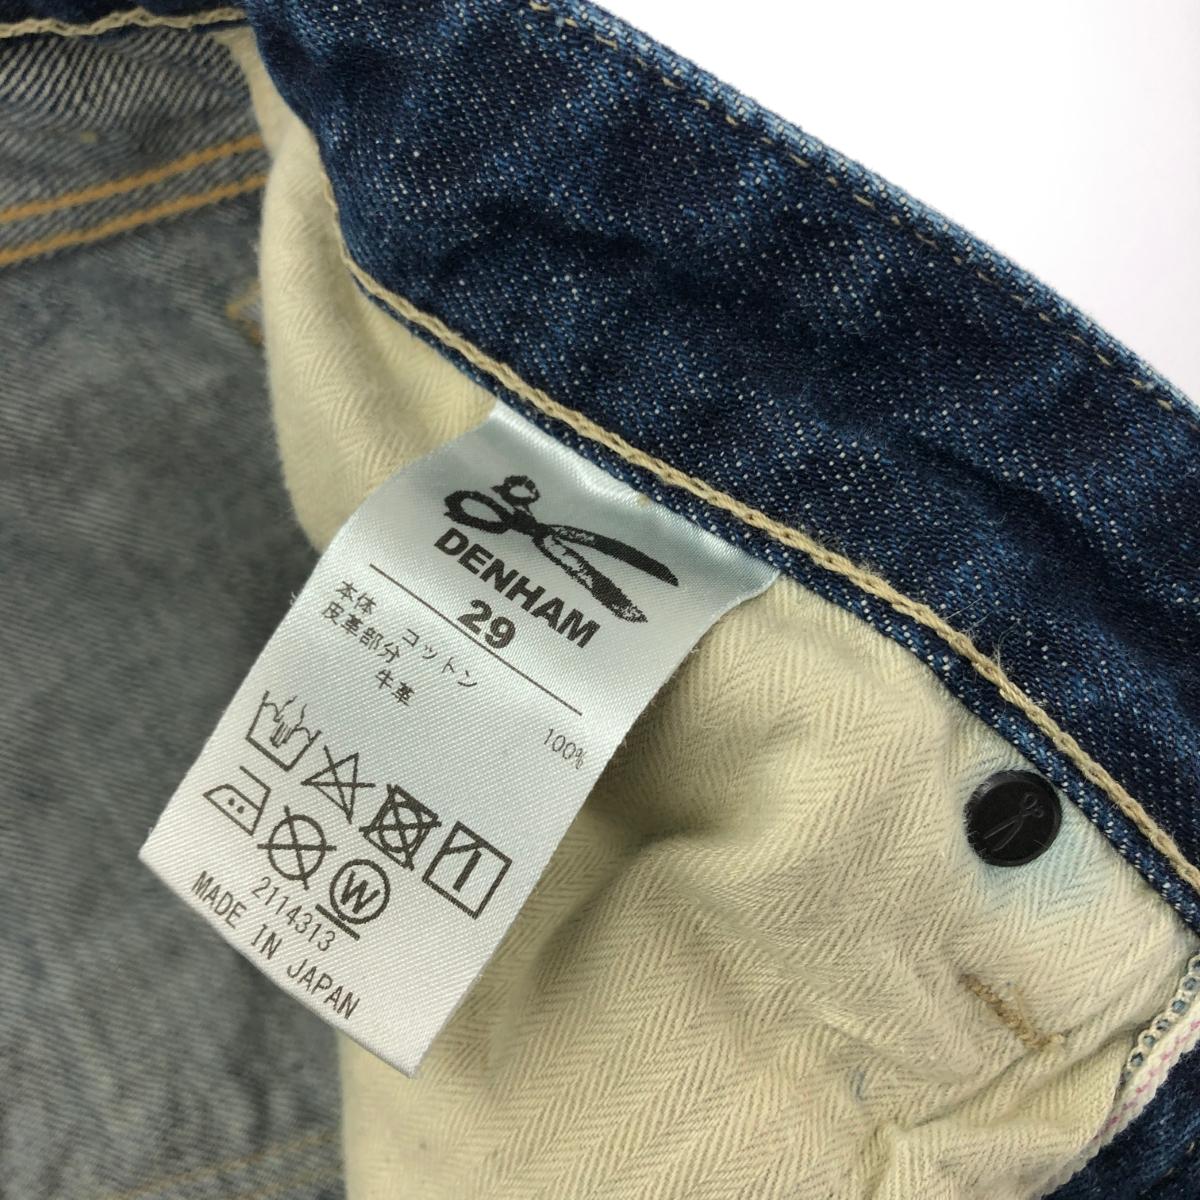 DENHAM
29
本体 コットン 100%
皮革部分 牛革
W
2114313
MADE IN JAPAN